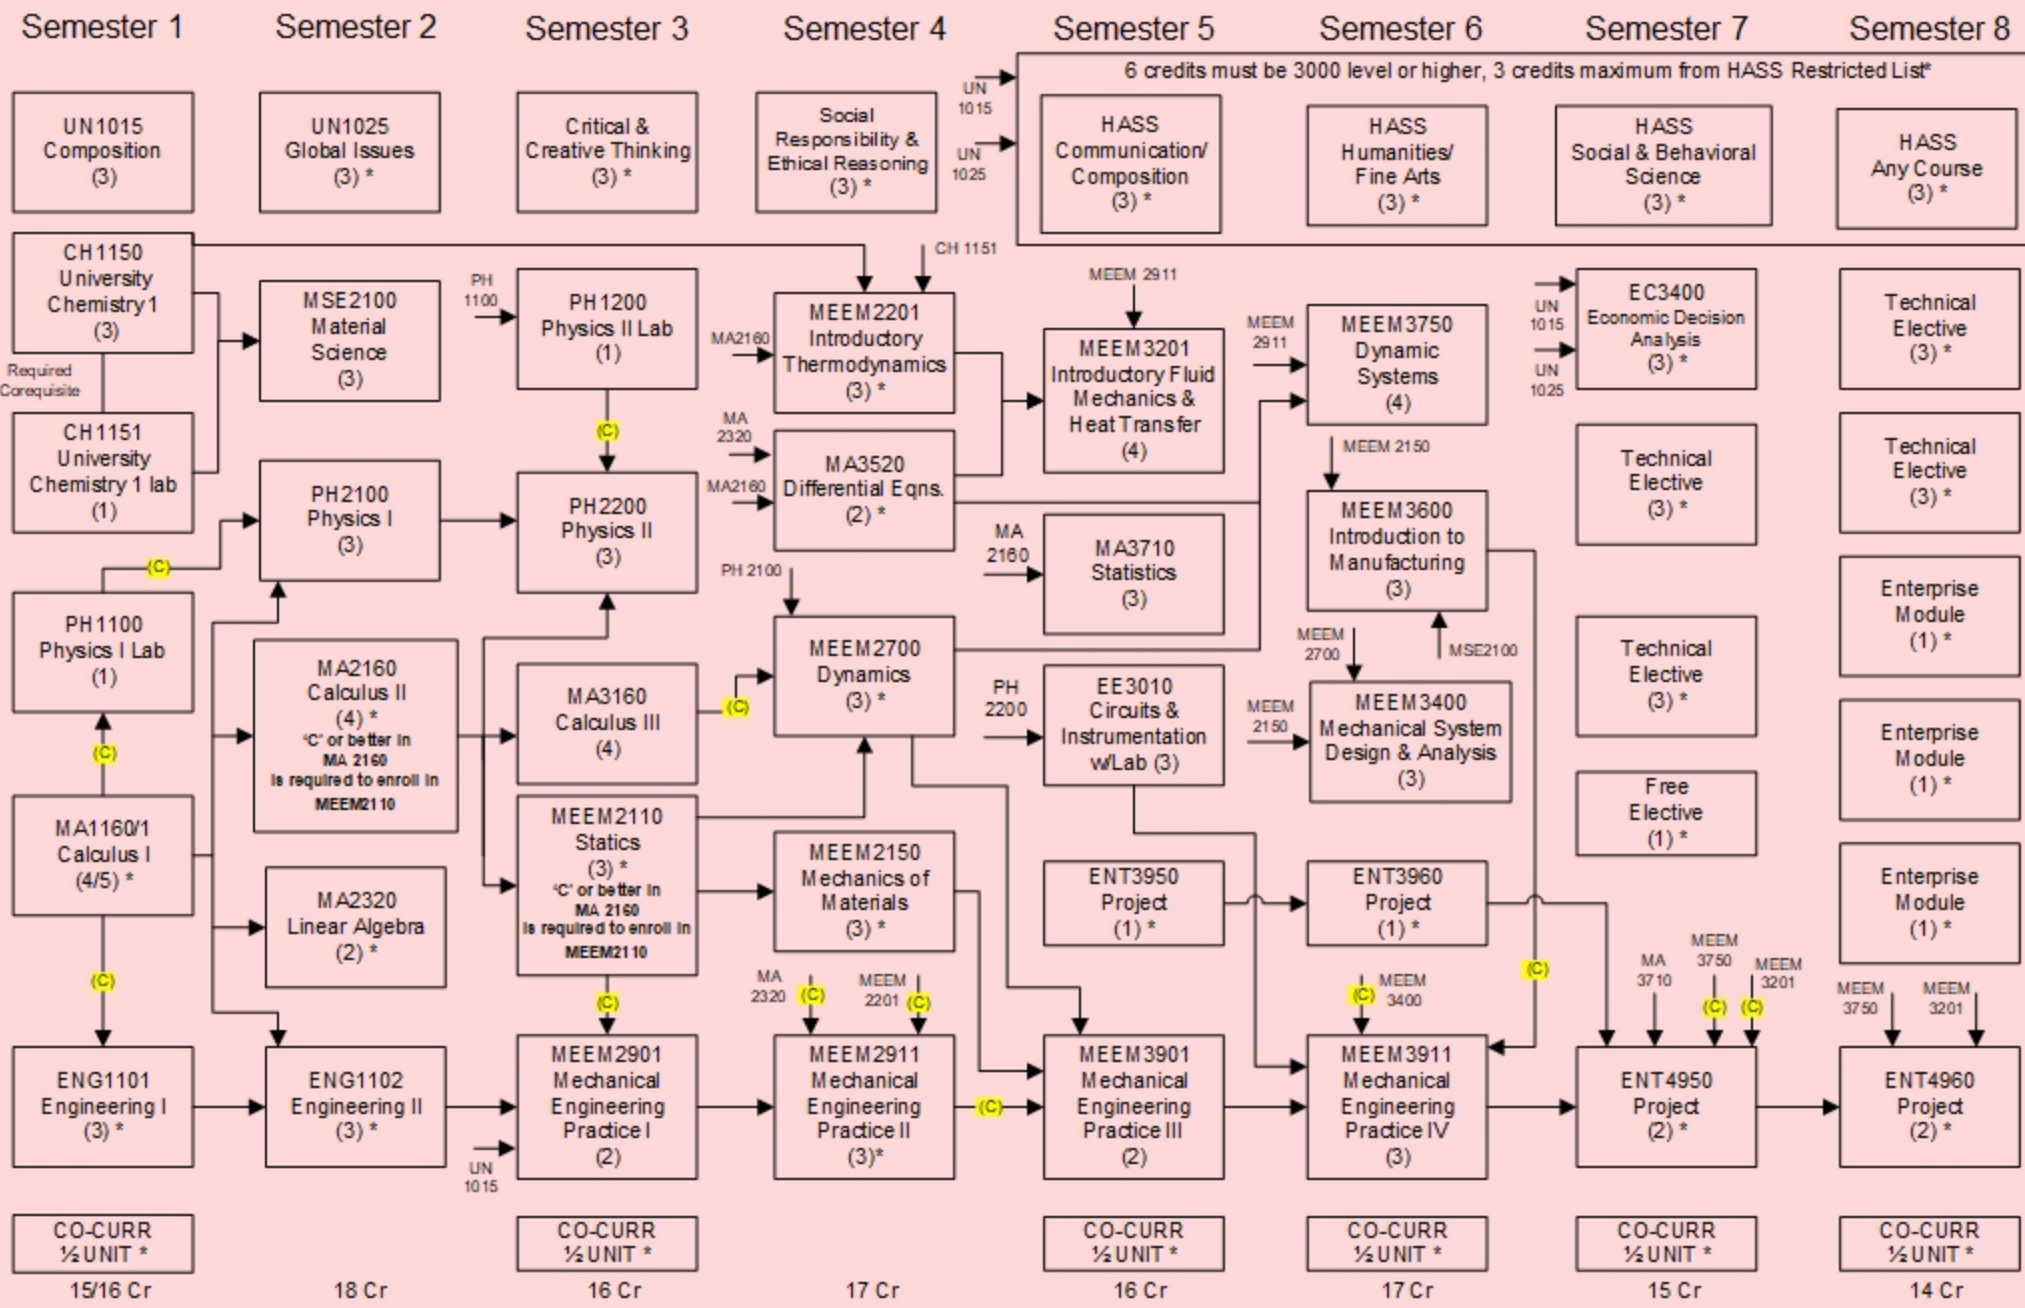 Semester 1
Semester 2
Semester 3
Semester 4
Semester 5
Semester 6
Semester 7
Semester 8
6 credits must be 3000 level or higher, 3 credits maximum from HASS Restricted List*
UN
1015
UN
1025
UN1015
Composition
(3)
UN1025
Global Issues
(3) *
Critical &
Creative Thinking
(3) *
Social
Responsibility &
Ethical Reasoning
(3) *
HASS
Communication/
Composition
(3) *
HASS
Humanities/
Fine Arts
(3) *
HASS
Social & Behavioral
Science
(3) *
HASS
Any Course
(3) *
CH1150
University
Chemistry 1
(3)
Required
Corequisite
CH1151
University
Chemistry 1 lab
(1)
(C)
PH1100
Physics I Lab
(1)
(C)
MA1160/1
Calculus I
(4/5) *
(C)
ENG1101
Engineering I
(3) *
CO-CURR
½ UNIT *
15/16 Cr
MSE2100
Material
Science
(3)
PH2100
Physics I
(3)
MA2160
Calculus II
(4) *
'C' or better in
MA 2160
is required to enroll in
MEEM2110
MA2320
Linear Algebra
(2) *
ENG1102
Engineering II
(3) *
18 Cr
PH
1100
PH1200
Physics II Lab
(1)
(C)
PH2200
Physics II
(3)
MA3160
Calculus III
(4)
MEEM2110
Statics
(3) *
'C' or better in
MA 2160
is required to enroll in
MEEM2110
(C)
MEEM2901
Mechanical
Engineering
Practice I
(2)
UN
1015
CO-CURR
½ UNIT *
16 Cr
CH 1151
MA2160
MEEM2201
Introductory
Thermodynamics
(3) *
MA
2320
MA2160
MA3520
Differential Eqns.
(2) *
PH 2100
(C)
MEEM2700
Dynamics
(3) *
MEEM2150
Mechanics of
Materials
(3) *
MA
2320
(C)
MEEM
2201
(C)
MEEM2911
Mechanical
Engineering
Practice II
(3)*
(C)
17 Cr
MEEM 2911
MEEM3201
Introductory Fluid
Mechanics &
Heat Transfer
(4)
MA
2160
MA3710
Statistics
(3)
PH
2200
EE3010
Circuits &
Instrumentation
w/Lab (3)
ENT3950
Project
(1) *
MEEM3901
Mechanical
Engineering
Practice III
(2)
CO-CURR
½ UNIT *
16 Cr
MEEM
2911
MEEM3750
Dynamic
Systems
(4)
MEEM 2150
MEEM3600
Introduction to
Manufacturing
(3)
MEEM
2700
MSE2100
MEEM
2150
MEEM3400
Mechanical System
Design & Analysis
(3)
ENT3960
Project
(1) *
(C)
MEEM
3400
(C)
MEEM3911
Mechanical
Engineering
Practice IV
(3)
CO-CURR
½ UNIT *
17 Cr
UN
1015
UN
1025
EC3400
Economic Decision
Analysis
(3) *
Technical
Elective
(3) *
Technical
Elective
(3) *
Free
Elective
(1) *
MA
3710
MEEM
3750
(C)
MEEM
3201
(C)
ENT4950
Project
(2) *
CO-CURR
½ UNIT *
15 Cr
Technical
Elective
(3) *
Technical
Elective
(3) *
Enterprise
Module
(1) *
Enterprise
Module
(1) *
Enterprise
Module
(1) *
MEEM
3750
MEEM
3201
ENT4960
Project
(2) *
CO-CURR
½ UNIT *
14 Cr